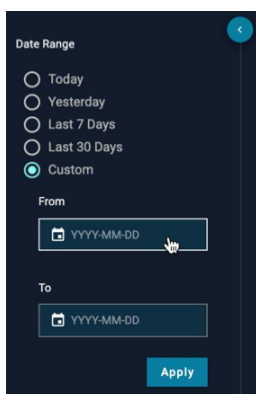 Date Range
Today
Yesterday
Last 7 Days
Last 30 Days
Custom
From
YYYY-MM-DD
To
YYYY-MM-DD
Apply